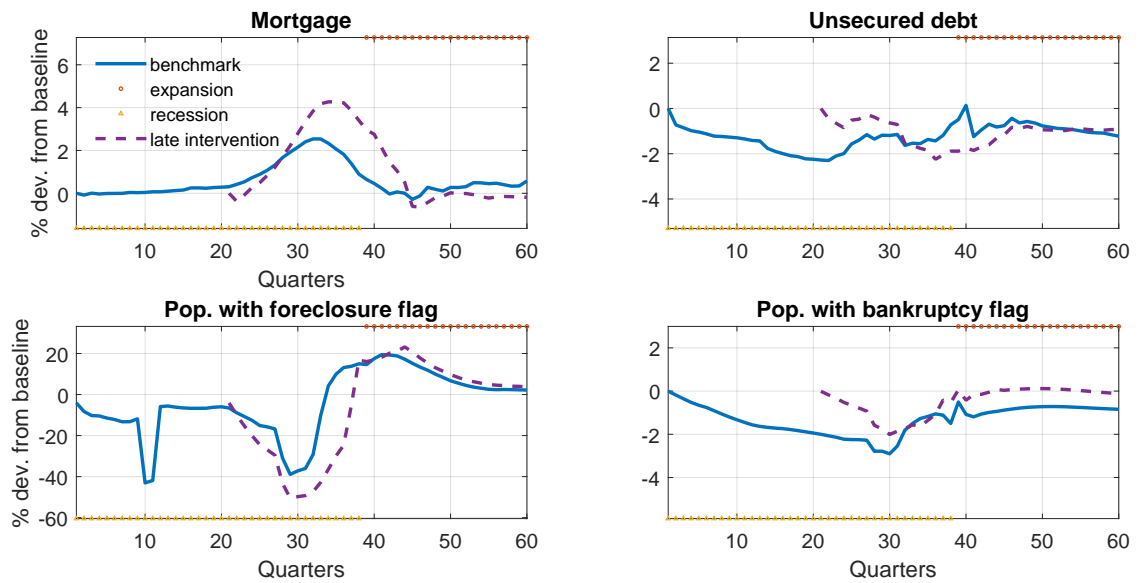 Mortgage
% dev. from baseline
6
4
2
0
benchmark
expansion
recession
late intervention
10 20 30 40 50 60
Quarters
Unsecured debt
2
0
-2
-4
10 20 30 40 50 60
Pop. with foreclosure flag
% dev. from baseline
20
0
-20
-40
-60
10 20 30 40 50 60
Quarters
Pop. with bankruptcy flag
2
0
-2
-4
10 20 30 40 50 60
Quarters